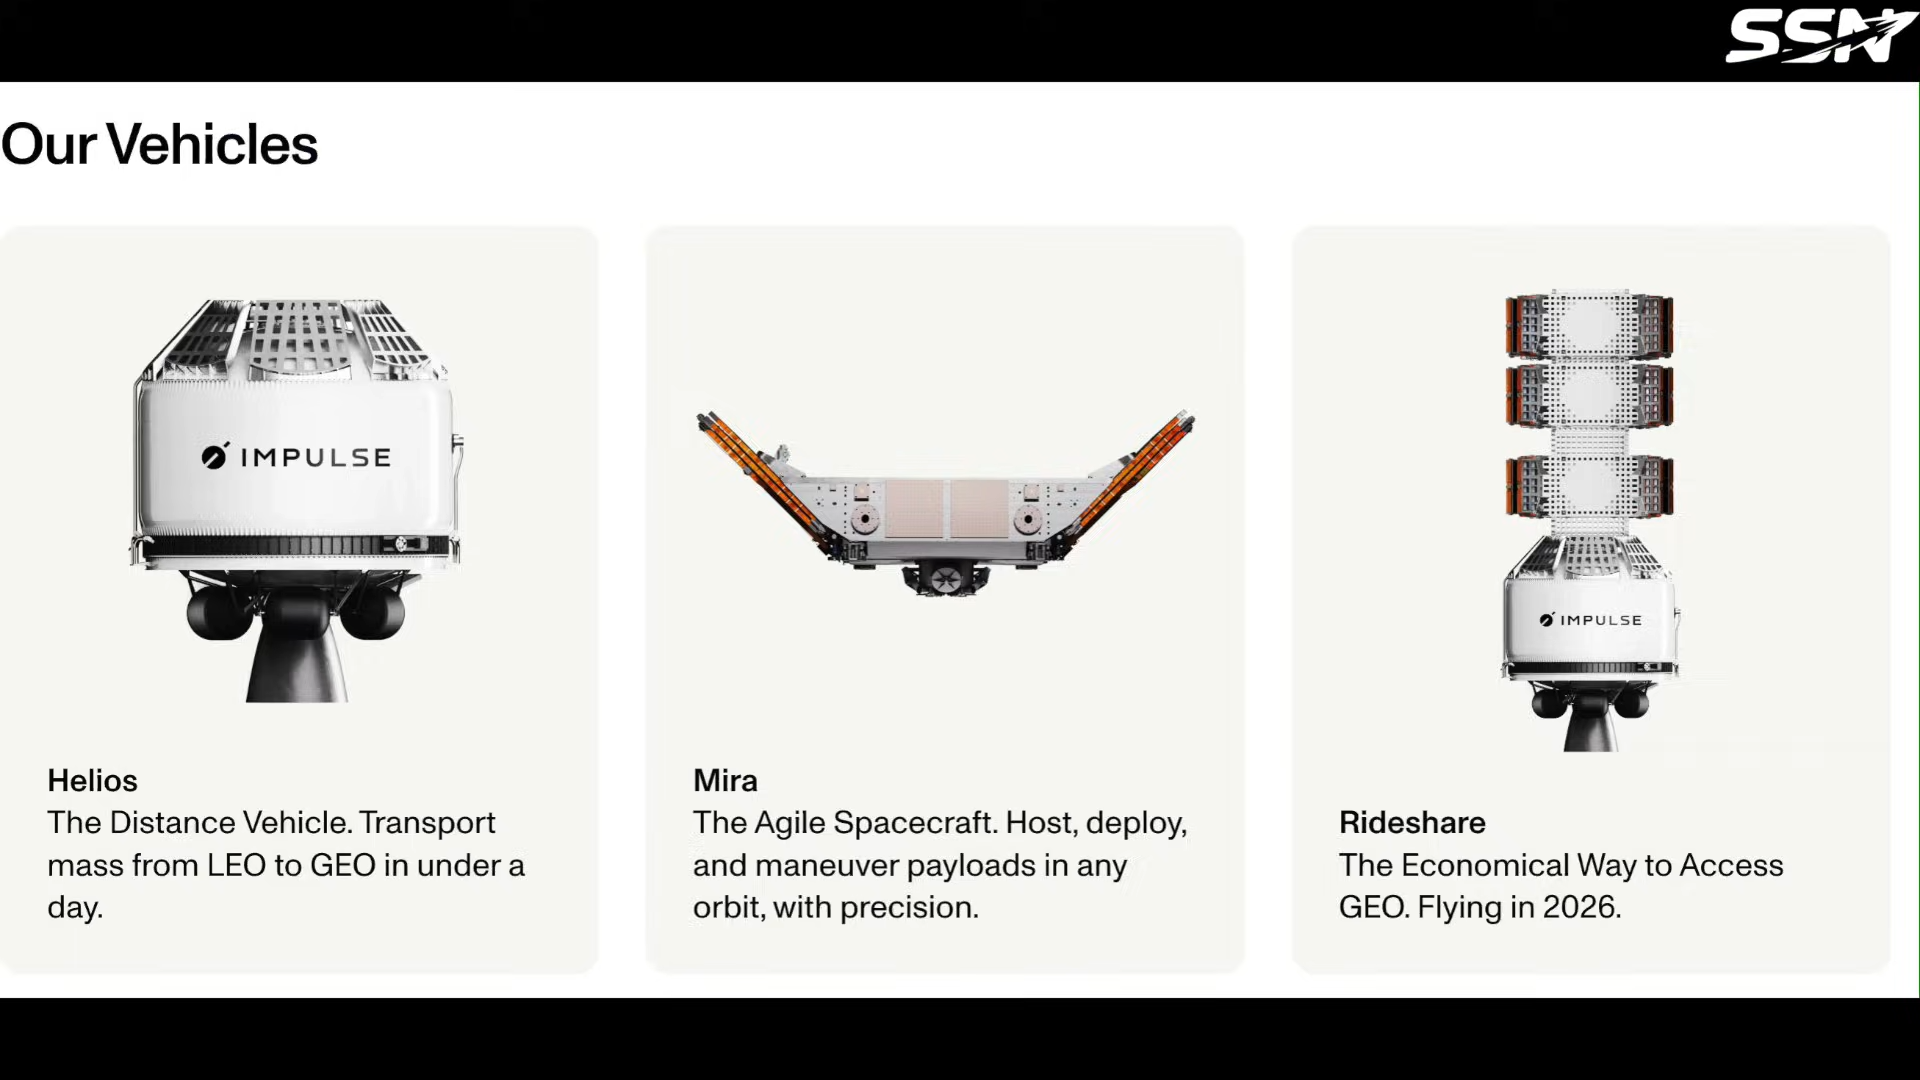 SSN
Our Vehicles
IMPULSE
Helios
The Distance Vehicle. Transport
mass from LEO to GEO in under a
day.
Mira
The Agile Spacecraft. Host, deploy,
and maneuver payloads in any
orbit, with precision.
IMPULSE
Rideshare
The Economical Way to Access
GEO. Flying in 2026.